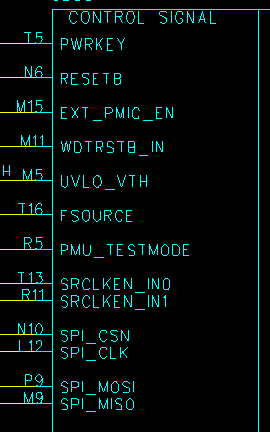 CONTROL SIGNAL
T5 PWRKEY
N6 RESETB
M15 EXT_PMIC_EN
M11 WDTRSTB_IN
H M5 UVLO_VTH
T16 FSOURCE
R5 PMU_TESTMODE
T13 SRCLKEN_IN0
R11 SRCLKEN_IN1
N10 SPI_CSN
L12 SPI_CLK
P9 SPI_MOSI
M9 SPI_MISO